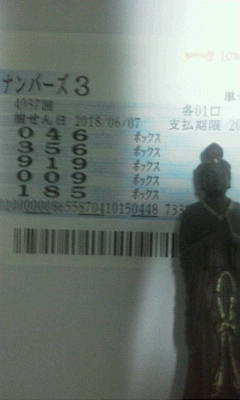 ナンバーズ3
4987回
抽せん日 2018/06/07
各01口
支払期限 20
046 ボックス
356 ボックス
919 ボックス
009 ボックス
185 ボックス